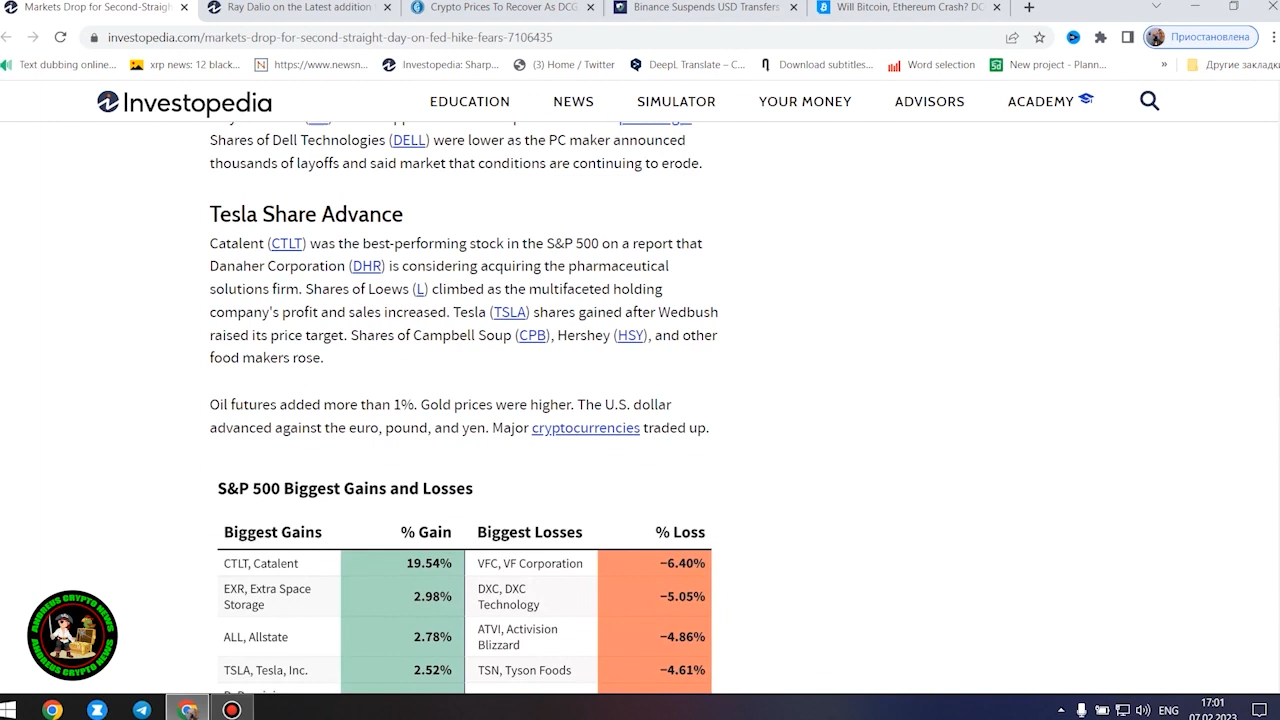 Markets Drop for Second-Straigh
Ray Dalio on the Latest addition
Crypto Prices To Recover As DCG
Binance Suspends USD Transfers
Will Bitcoin, Ethereum Crash? DC
investopedia.com/markets-drop-for-second-straight-day-on-fed-hike-fears-7106435
Приостановлена
Text dubbing online...
xrp news: 12 black...
https://www.newsn...
Investopedia: Sharp...
(3) Home / Twitter
DeepL Translate – C...
Download subtitles...
Word selection
New project - Plann...
»
Другие закладки
Investopedia
EDUCATION
NEWS
SIMULATOR
YOUR MONEY
ADVISORS
ACADEMY
Shares of Dell Technologies (DELL) were lower as the PC maker announced
thousands of layoffs and said market that conditions are continuing to erode.
Tesla Share Advance
Catalent (CTLT) was the best-performing stock in the S&P 500 on a report that
Danaher Corporation (DHR) is considering acquiring the pharmaceutical
solutions firm. Shares of Loews (L) climbed as the multifaceted holding
company's profit and sales increased. Tesla (TSLA) shares gained after Wedbush
raised its price target. Shares of Campbell Soup (CPB), Hershey (HSY), and other
food makers rose.
Oil futures added more than 1%. Gold prices were higher. The U.S. dollar
advanced against the euro, pound, and yen. Major cryptocurrencies traded up.
S&P 500 Biggest Gains and Losses
Biggest Gains % Gain Biggest Losses % Loss
CTLT, Catalent 19.54% VFC, VF Corporation −6.40%
EXR, Extra Space
Storage
2.98%
DXC, DXC
Technology
−5.05%
ALL, Allstate 2.78%
ATVI, Activision
Blizzard
−4.86%
TSLA, Tesla, Inc. 2.52% TSN, Tyson Foods −4.61%
ANDREUS CRYPTO NEWS
ANDREUS CRYPTO NEWS
ENG
17:01
07.02.2023